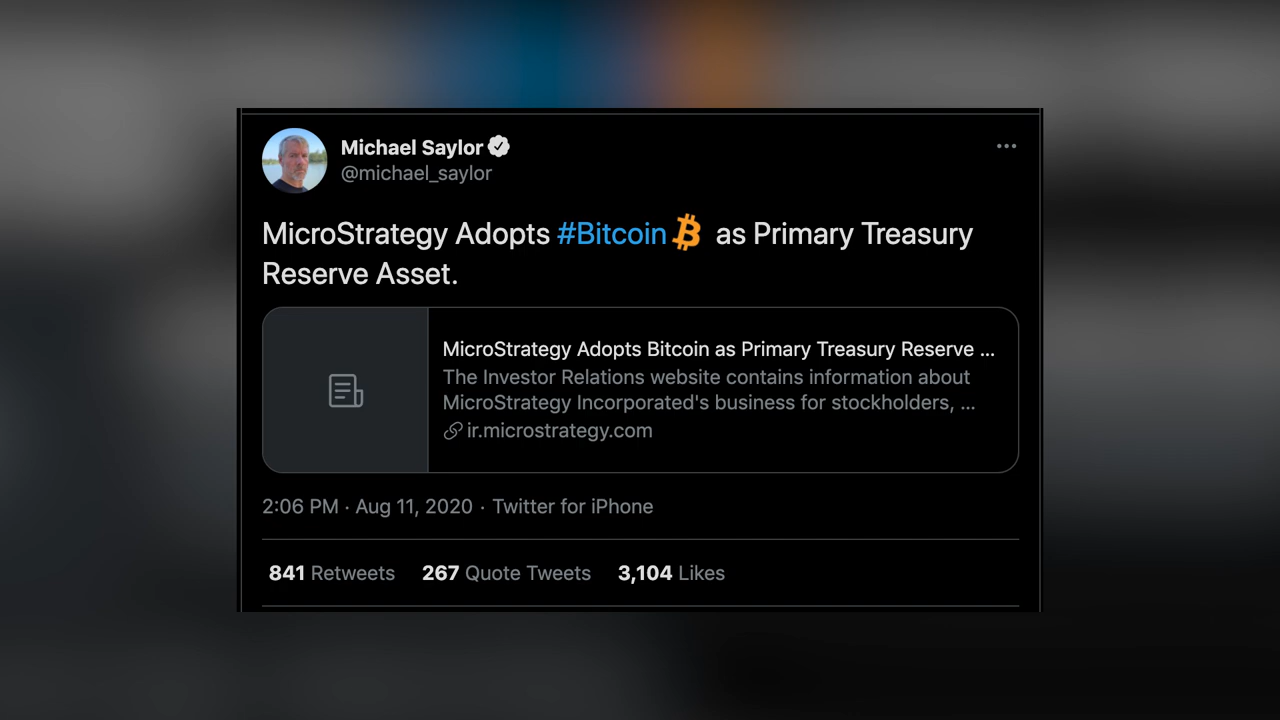 Michael Saylor
@michael_saylor
MicroStrategy Adopts #Bitcoin as Primary Treasury
Reserve Asset.
MicroStrategy Adopts Bitcoin as Primary Treasury Reserve ...
The Investor Relations website contains information about
MicroStrategy Incorporated's business for stockholders, ...
ir.microstrategy.com
2:06 PM · Aug 11, 2020 · Twitter for iPhone
841 Retweets 267 Quote Tweets 3,104 Likes